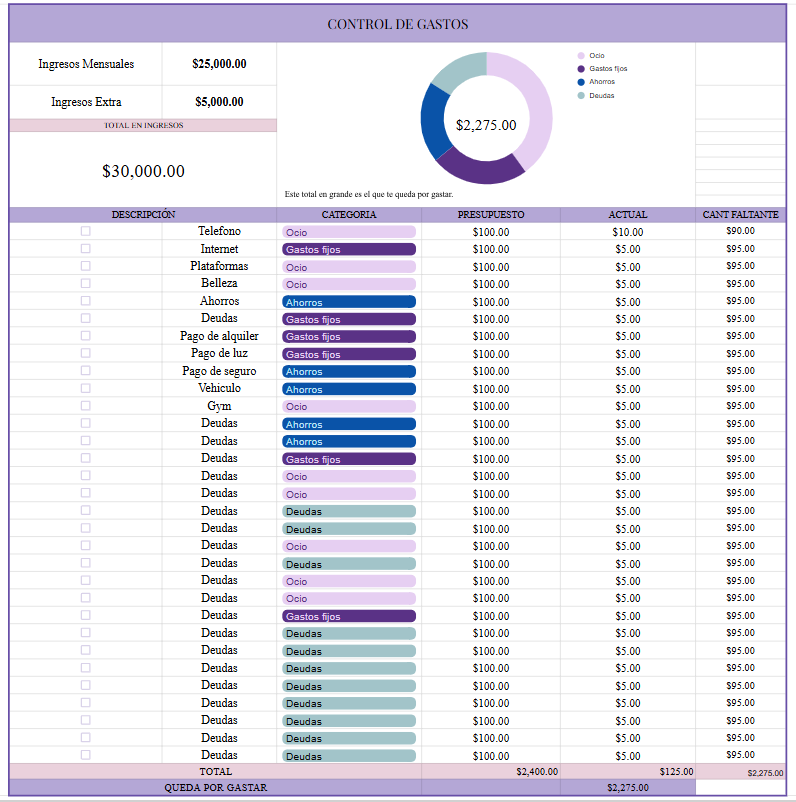 CONTROL DE GASTOS
Ingresos Mensuales $25,000.00
Ingresos Extra $5,000.00
TOTAL EN INGRESOS
$30,000.00
Ocio
Gastos fijos
Ahorros
Deudas
$2,275.00
Este total en grande es el que te queda por gastar.
DESCRIPCIÓN CATEGORIA PRESUPUESTO ACTUAL CANT FALTANTE
Telefono Ocio $100.00 $10.00 $90.00
Internet Gastos fijos $100.00 $5.00 $95.00
Plataformas Ocio $100.00 $5.00 $95.00
Belleza Ocio $100.00 $5.00 $95.00
Ahorros Ahorros $100.00 $5.00 $95.00
Deudas Gastos fijos $100.00 $5.00 $95.00
Pago de alquiler Gastos fijos $100.00 $5.00 $95.00
Pago de luz Gastos fijos $100.00 $5.00 $95.00
Pago de seguro Ahorros $100.00 $5.00 $95.00
Vehiculo Ahorros $100.00 $5.00 $95.00
Gym Ocio $100.00 $5.00 $95.00
Deudas Ahorros $100.00 $5.00 $95.00
Deudas Ahorros $100.00 $5.00 $95.00
Deudas Gastos fijos $100.00 $5.00 $95.00
Deudas Ocio $100.00 $5.00 $95.00
Deudas Ocio $100.00 $5.00 $95.00
Deudas Deudas $100.00 $5.00 $95.00
Deudas Deudas $100.00 $5.00 $95.00
Deudas Ocio $100.00 $5.00 $95.00
Deudas Deudas $100.00 $5.00 $95.00
Deudas Ocio $100.00 $5.00 $95.00
Deudas Ocio $100.00 $5.00 $95.00
Deudas Gastos fijos $100.00 $5.00 $95.00
Deudas Deudas $100.00 $5.00 $95.00
Deudas Deudas $100.00 $5.00 $95.00
Deudas Deudas $100.00 $5.00 $95.00
Deudas Deudas $100.00 $5.00 $95.00
Deudas Deudas $100.00 $5.00 $95.00
Deudas Deudas $100.00 $5.00 $95.00
Deudas Deudas $100.00 $5.00 $95.00
Deudas Deudas $100.00 $5.00 $95.00
TOTAL $2,400.00 $125.00 $2,275.00
QUEDA POR GASTAR $2,275.00